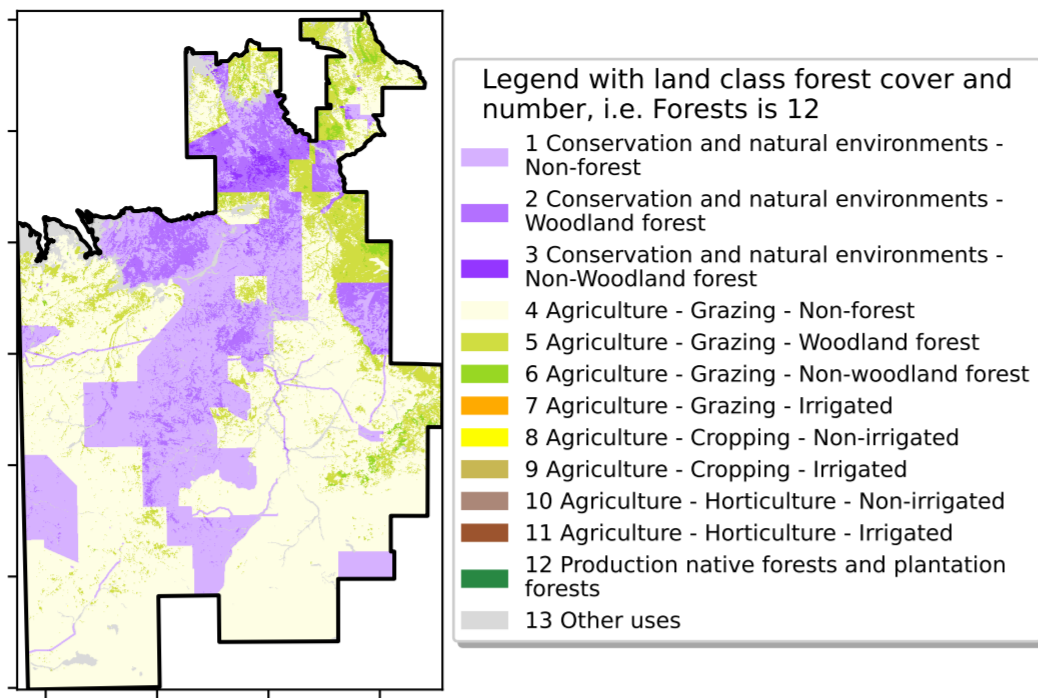 Legend with land class forest cover and
number, i.e. Forests is 12
1 Conservation and natural environments -
Non-forest
2 Conservation and natural environments -
Woodland forest
3 Conservation and natural environments -
Non-Woodland forest
4 Agriculture - Grazing - Non-forest
5 Agriculture - Grazing - Woodland forest
6 Agriculture - Grazing - Non-woodland forest
7 Agriculture - Grazing - Irrigated
8 Agriculture - Cropping - Non-irrigated
9 Agriculture - Cropping - Irrigated
10 Agriculture - Horticulture - Non-irrigated
11 Agriculture - Horticulture - Irrigated
12 Production native forests and plantation
forests
13 Other uses